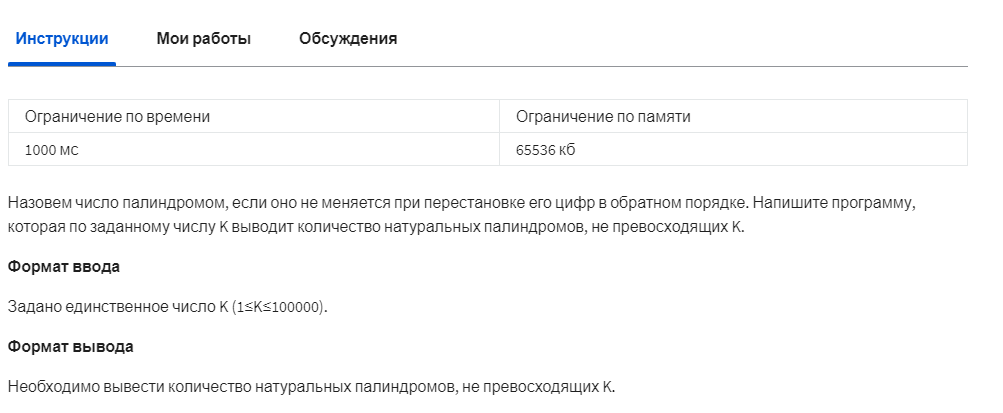 Инструкции Мои работы Обсуждения
Ограничение по времени Ограничение по памяти
1000 мс 65536 кб
Назовем число палиндромом, если оно не меняется при перестановке его цифр в обратном порядке. Напишите программу,
которая по заданному числу K выводит количество натуральных палиндромов, не превосходящих K.
Формат ввода
Задано единственное число K (1≤K≤100000).
Формат вывода
Необходимо вывести количество натуральных палиндромов, не превосходящих K.